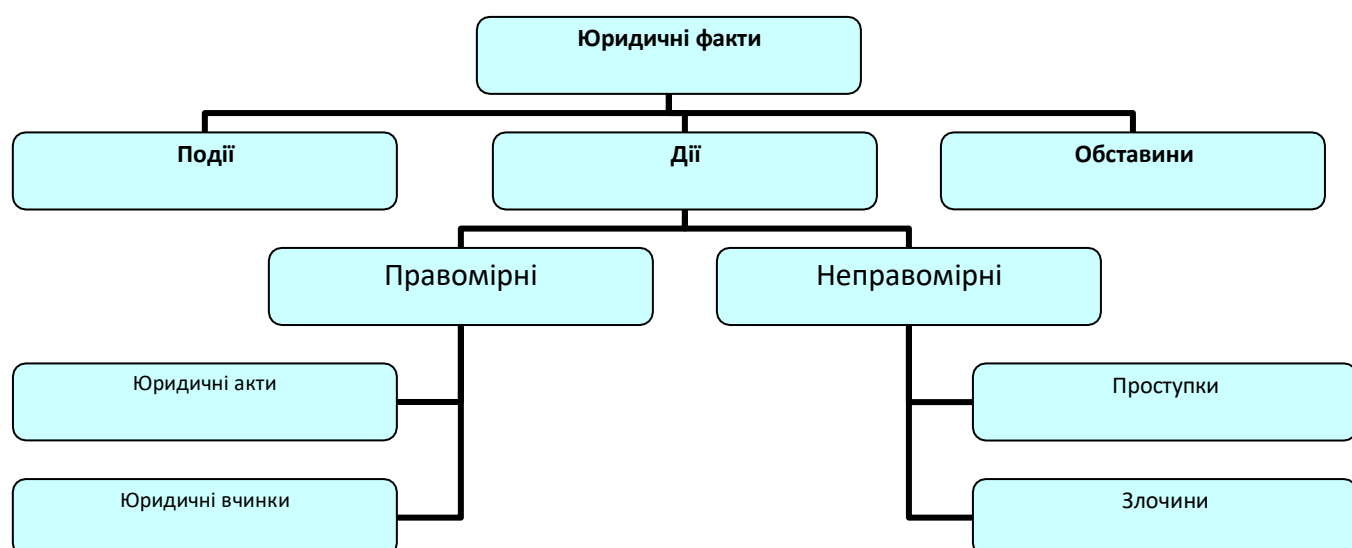 Юридичні факти
Події
Дії
Обставини
Правомірні
Неправомірні
Юридичні акти
Проступки
Юридичні вчинки
Злочини